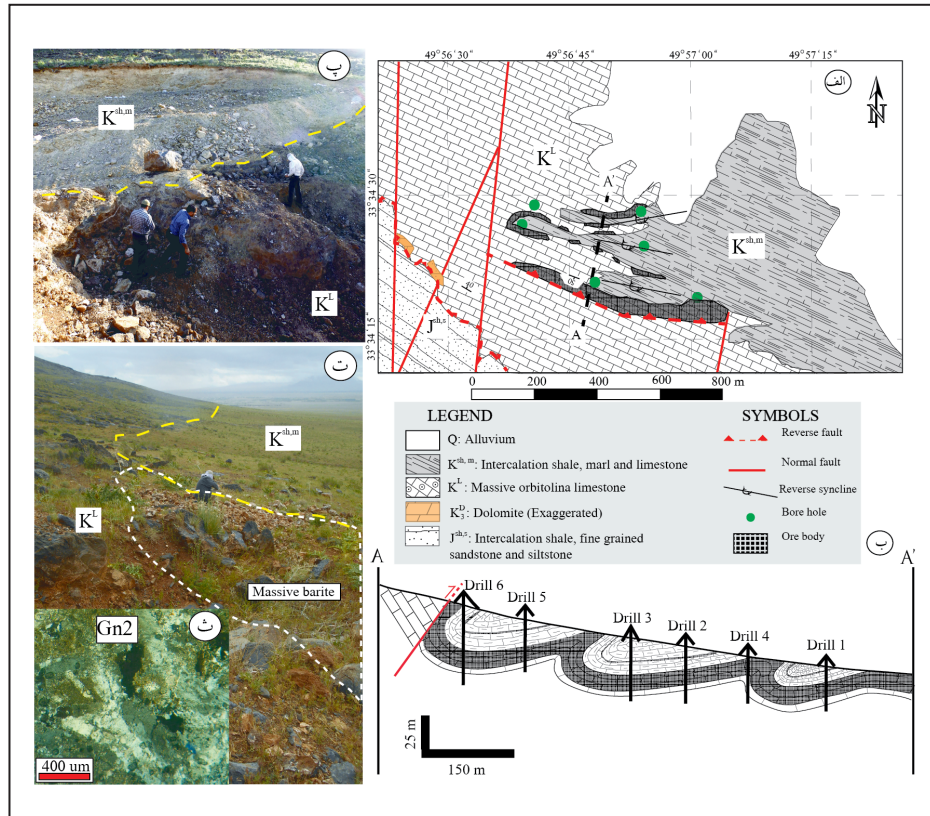 پ
K^sh,m
K^L
ت
K^sh,m
K^L
Massive barite
Gn2
ث
400 um
49°56'30"
49°56'45"
49°57'00"
49°57'15"
الف
N
33°34'30"
33°34'15"
K^L
A'
K^sh,m
J^sh,s
A
0
200
400
600
800 m
LEGEND
Q: Alluvium
K^sh, m: Intercalation shale, marl and limestone
K^L: Massive orbitolina limestone
K^D_3: Dolomite (Exaggerated)
J^sh,s: Intercalation shale, fine grained
sandstone and siltstone
SYMBOLS
Reverse fault
Normal fault
Reverse syncline
Bore hole
Ore body
ب
A
A'
Drill 6
Drill 5
Drill 3
Drill 2
Drill 4
Drill 1
25 m
150 m